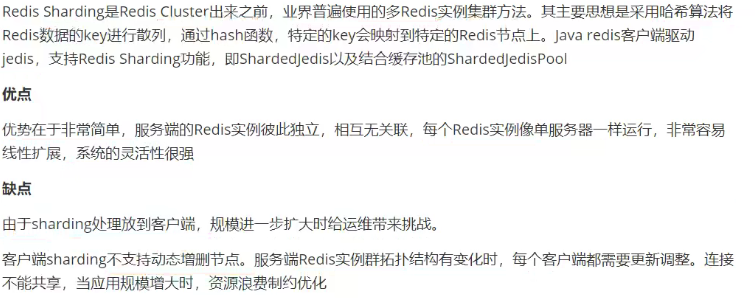 Redis Sharding是Redis Cluster出来之前，业界普遍使用的多Redis实例集群方法。其主要思想是采用哈希算法将
Redis数据的key进行散列，通过hash函数，特定的key会映射到特定的Redis节点上。Java redis客户端驱动
jedis，支持Redis Sharding功能，即ShardedJedis以及结合缓存池的ShardedJedisPool
优点
优势在于非常简单，服务端的Redis实例彼此独立，相互无关联，每个Redis实例像单服务器一样运行，非常容易
线性扩展，系统的灵活性很强
缺点
由于sharding处理放到客户端，规模进一步扩大时给运维带来挑战。
客户端sharding不支持动态增删节点。服务端Redis实例群拓扑结构有变化时，每个客户端都需要更新调整。连接
不能共享，当应用规模增大时，资源浪费制约优化